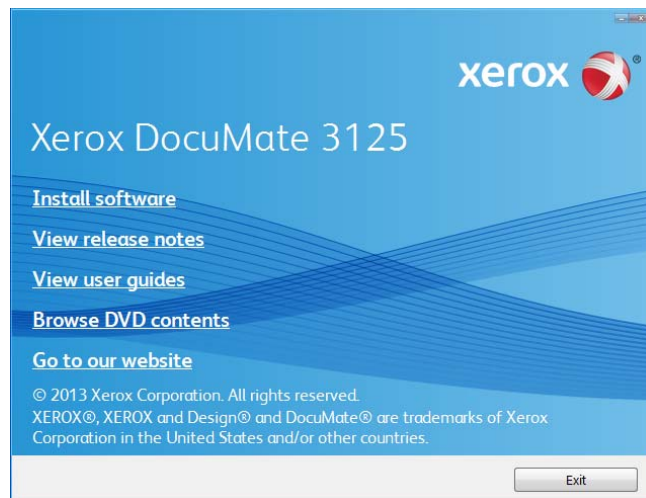 xerox ®
Xerox DocuMate 3125
Install software
View release notes
View user guides
Browse DVD contents
Go to our website
© 2013 Xerox Corporation. All rights reserved.
XEROX®, XEROX and Design® and DocuMate® are trademarks of Xerox
Corporation in the United States and/or other countries.
Exit